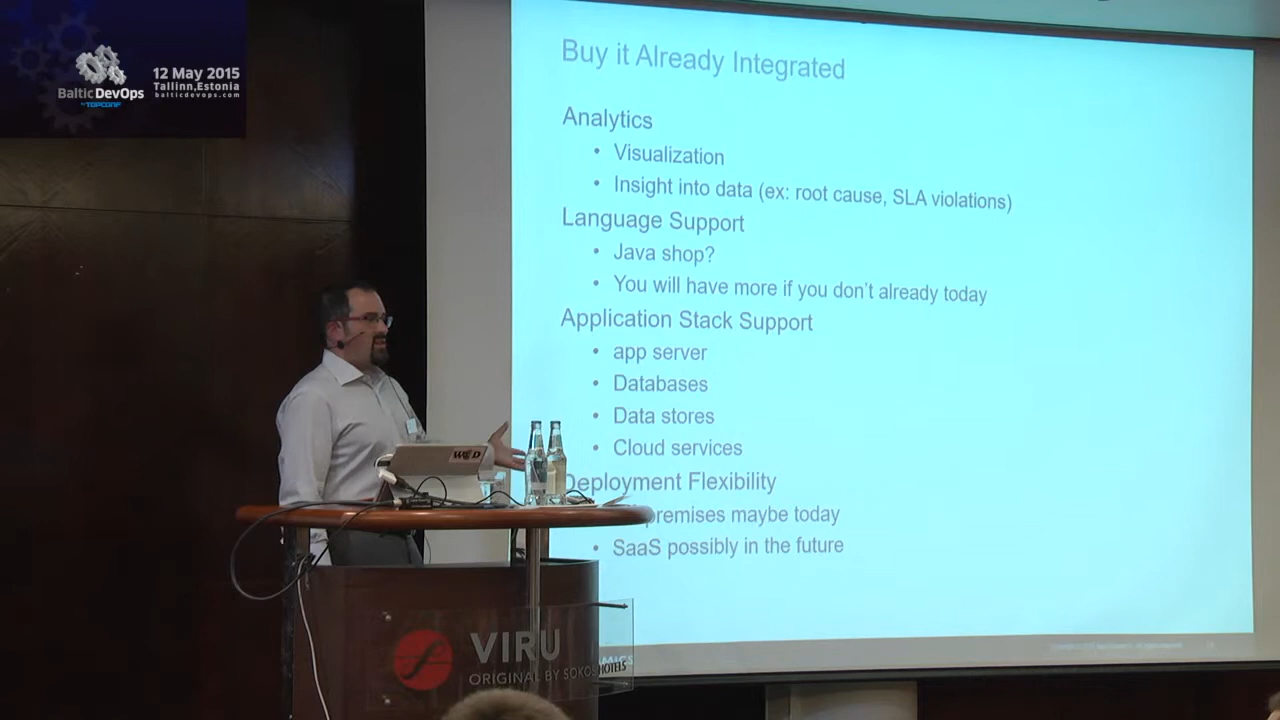 Baltic DevOps
by TOPCONF
12 May 2015
Tallinn,Estonia
balticdevops.com
Buy it Already Integrated
Analytics
• Visualization
• Insight into data (ex: root cause, SLA violations)
Language Support
• Java shop?
• You will have more if you don't already today
Application Stack Support
• app server
• Databases
• Data stores
• Cloud services
Deployment Flexibility
premises maybe today
• SaaS possibly in the future
VIRU
ORIGINAL BY SOKOS HOTELS